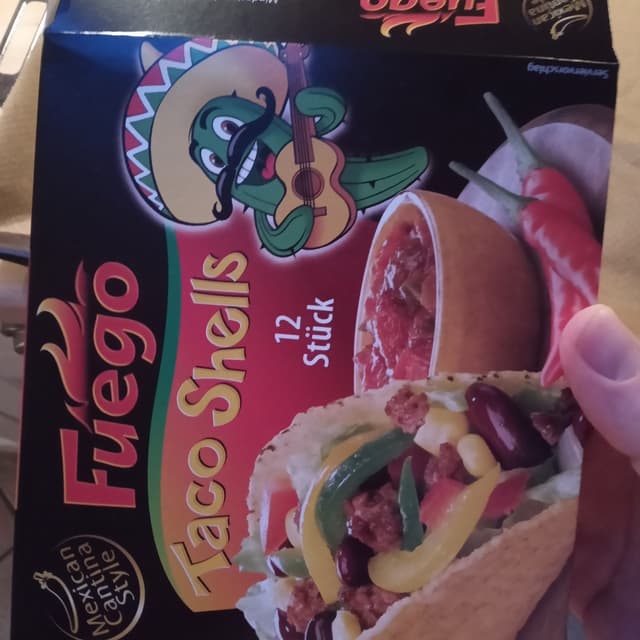 Fuego
Serviervorschlag
Fuego
Taco Shells
12
Stück
Mexican
Cantina
Style